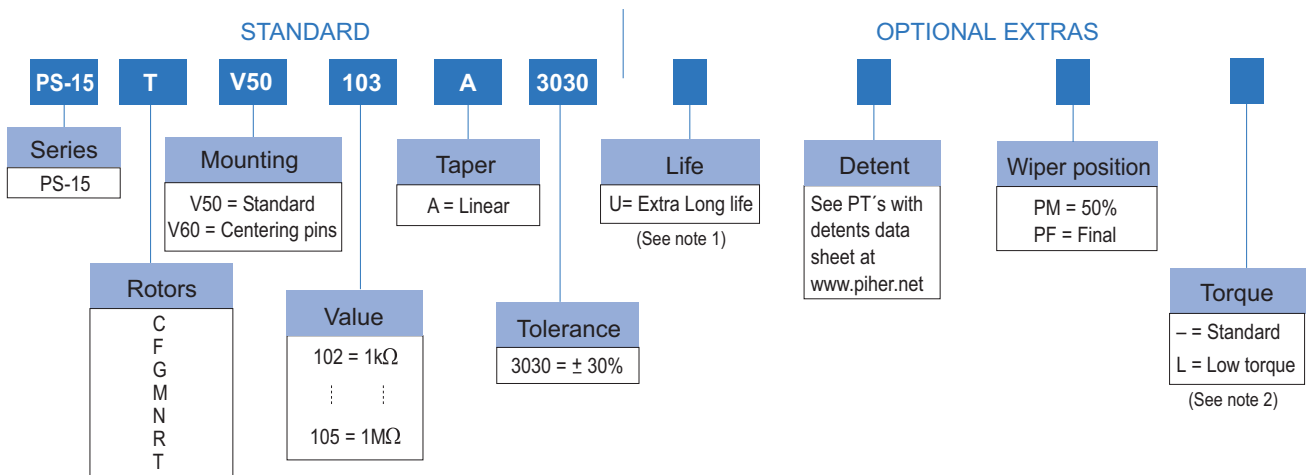 STANDARD
OPTIONAL EXTRAS
PS-15 T V50 103 A 3030
Series
PS-15
Mounting
V50 = Standard
V60 = Centering pins
Taper
A = Linear
Life
U= Extra Long life
(See note 1)
Detent
See PT´s with
detents data
sheet at
www.piher.net
Wiper position
PM = 50%
PF = Final
Rotors
C
F
G
M
N
R
T
Value
102 = 1kΩ
105 = 1MΩ
Tolerance
3030 = ± 30%
Torque
– = Standard
L = Low torque
(See note 2)